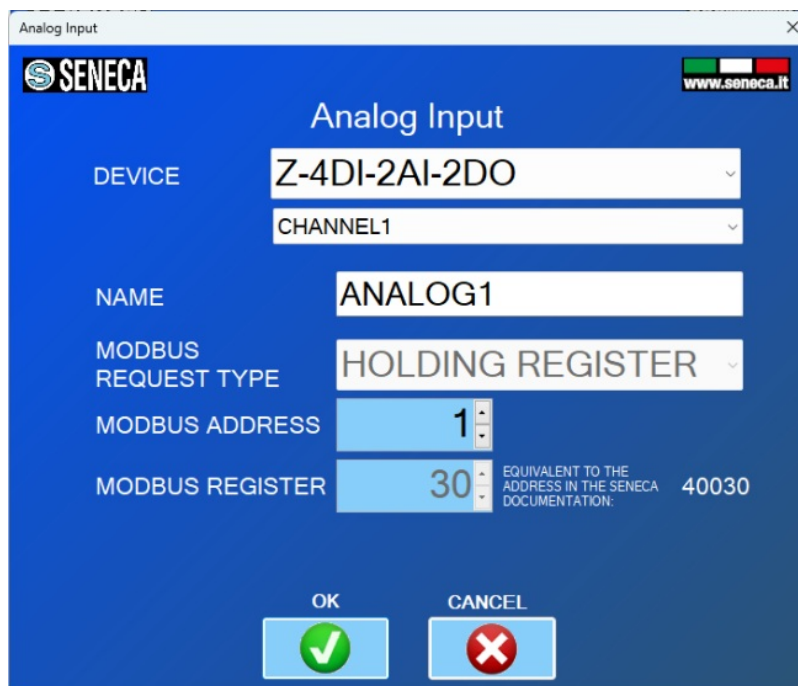 Analog Input
SENECA
www.seneca.it
Analog Input
DEVICE Z-4DI-2AI-2DO
CHANNEL1
NAME ANALOG1
MODBUS
REQUEST TYPE HOLDING REGISTER
MODBUS ADDRESS 1
MODBUS REGISTER 30
EQUIVALENT TO THE
ADDRESS IN THE SENECA
DOCUMENTATION:
40030
OK CANCEL